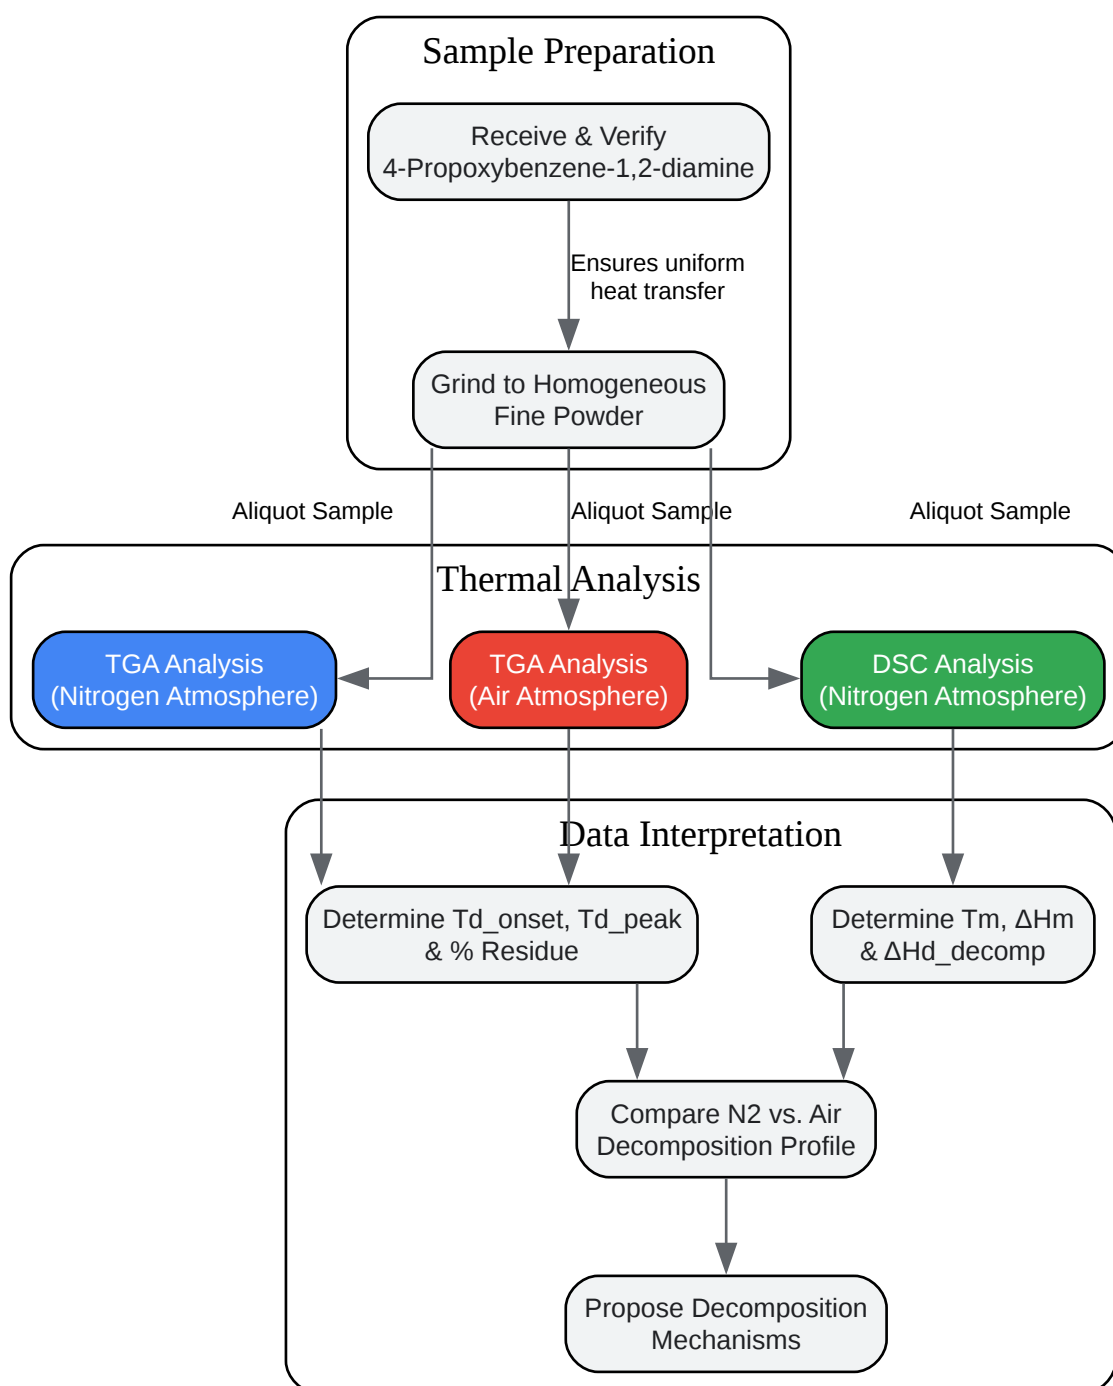 Sample Preparation
Receive & Verify
4-Propoxybenzene-1,2-diamine
Ensures uniform
heat transfer
Grind to Homogeneous
Fine Powder
Aliquot Sample
Aliquot Sample
Aliquot Sample
Thermal Analysis
TGA Analysis
(Nitrogen Atmosphere)
TGA Analysis
(Air Atmosphere)
DSC Analysis
(Nitrogen Atmosphere)
Data Interpretation
Determine Td_onset, Td_peak
& % Residue
Determine Tm, ΔHm
& ΔHd_decomp
Compare N2 vs. Air
Decomposition Profile
Propose Decomposition
Mechanisms